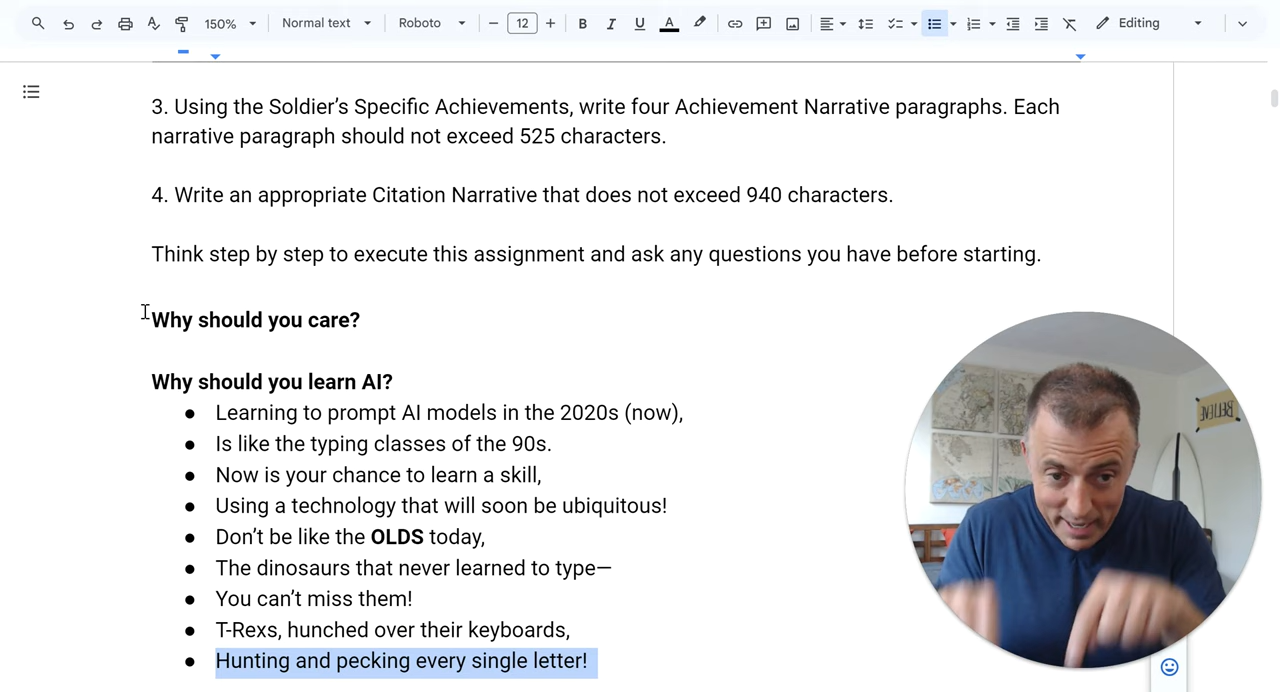 150%
Normal text
Roboto
12
B
I
U
A
Editing
3. Using the Soldier’s Specific Achievements, write four Achievement Narrative paragraphs. Each
narrative paragraph should not exceed 525 characters.
4. Write an appropriate Citation Narrative that does not exceed 940 characters.
Think step by step to execute this assignment and ask any questions you have before starting.
Why should you care?
Why should you learn AI?
● Learning to prompt AI models in the 2020s (now),
● Is like the typing classes of the 90s.
● Now is your chance to learn a skill,
● Using a technology that will soon be ubiquitous!
● Don’t be like the OLDS today,
● The dinosaurs that never learned to type—
● You can’t miss them!
● T-Rexs, hunched over their keyboards,
● Hunting and pecking every single letter!
BELIEVE